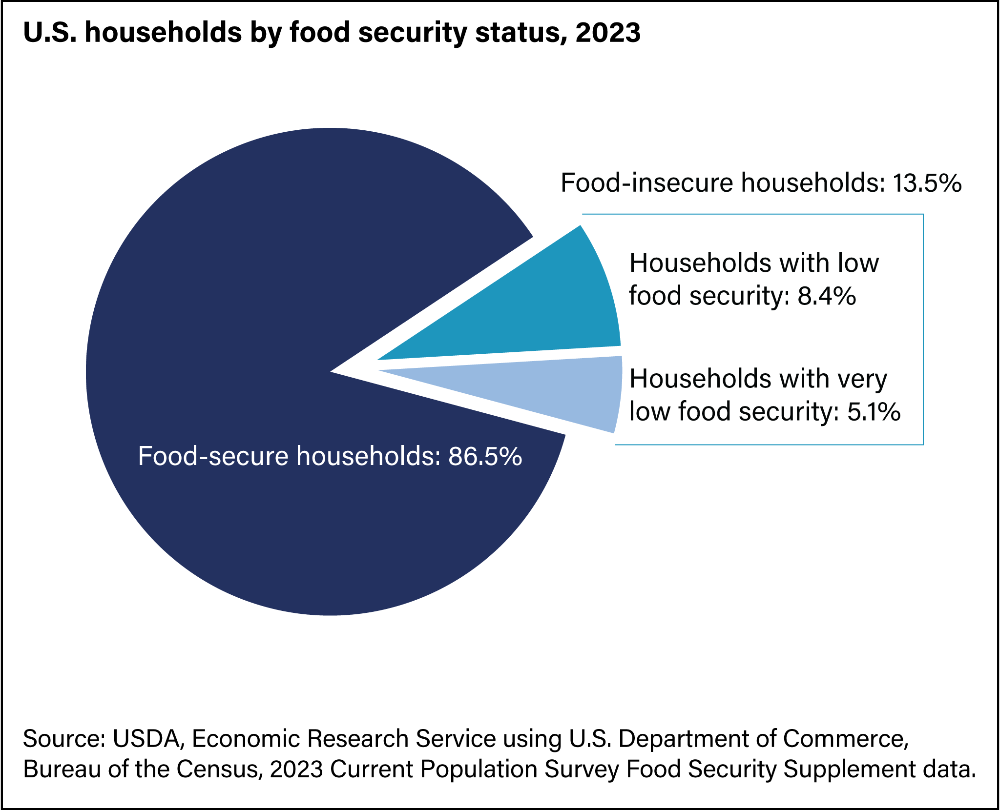 U.S. households by food security status, 2023
Food-insecure households: 13.5%
Households with low
food security: 8.4%
Households with very
low food security: 5.1%
Food-secure households: 86.5%
Source: USDA, Economic Research Service using U.S. Department of Commerce,
Bureau of the Census, 2023 Current Population Survey Food Security Supplement data.